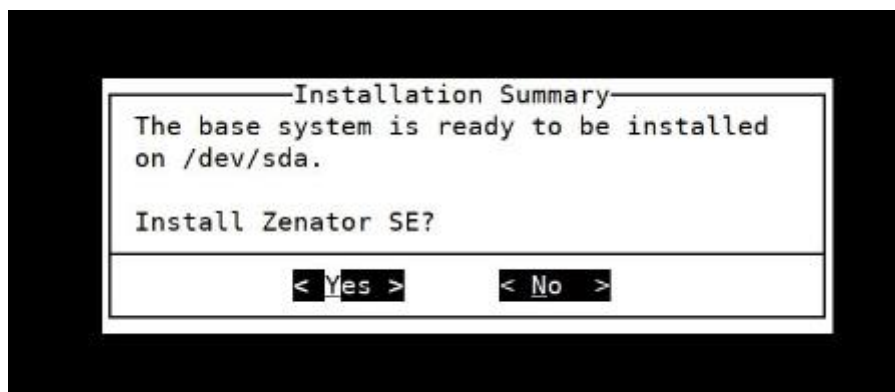 Installation Summary
The base system is ready to be installed
on /dev/sda.
Install Zenator SE?
< Yes > < No >